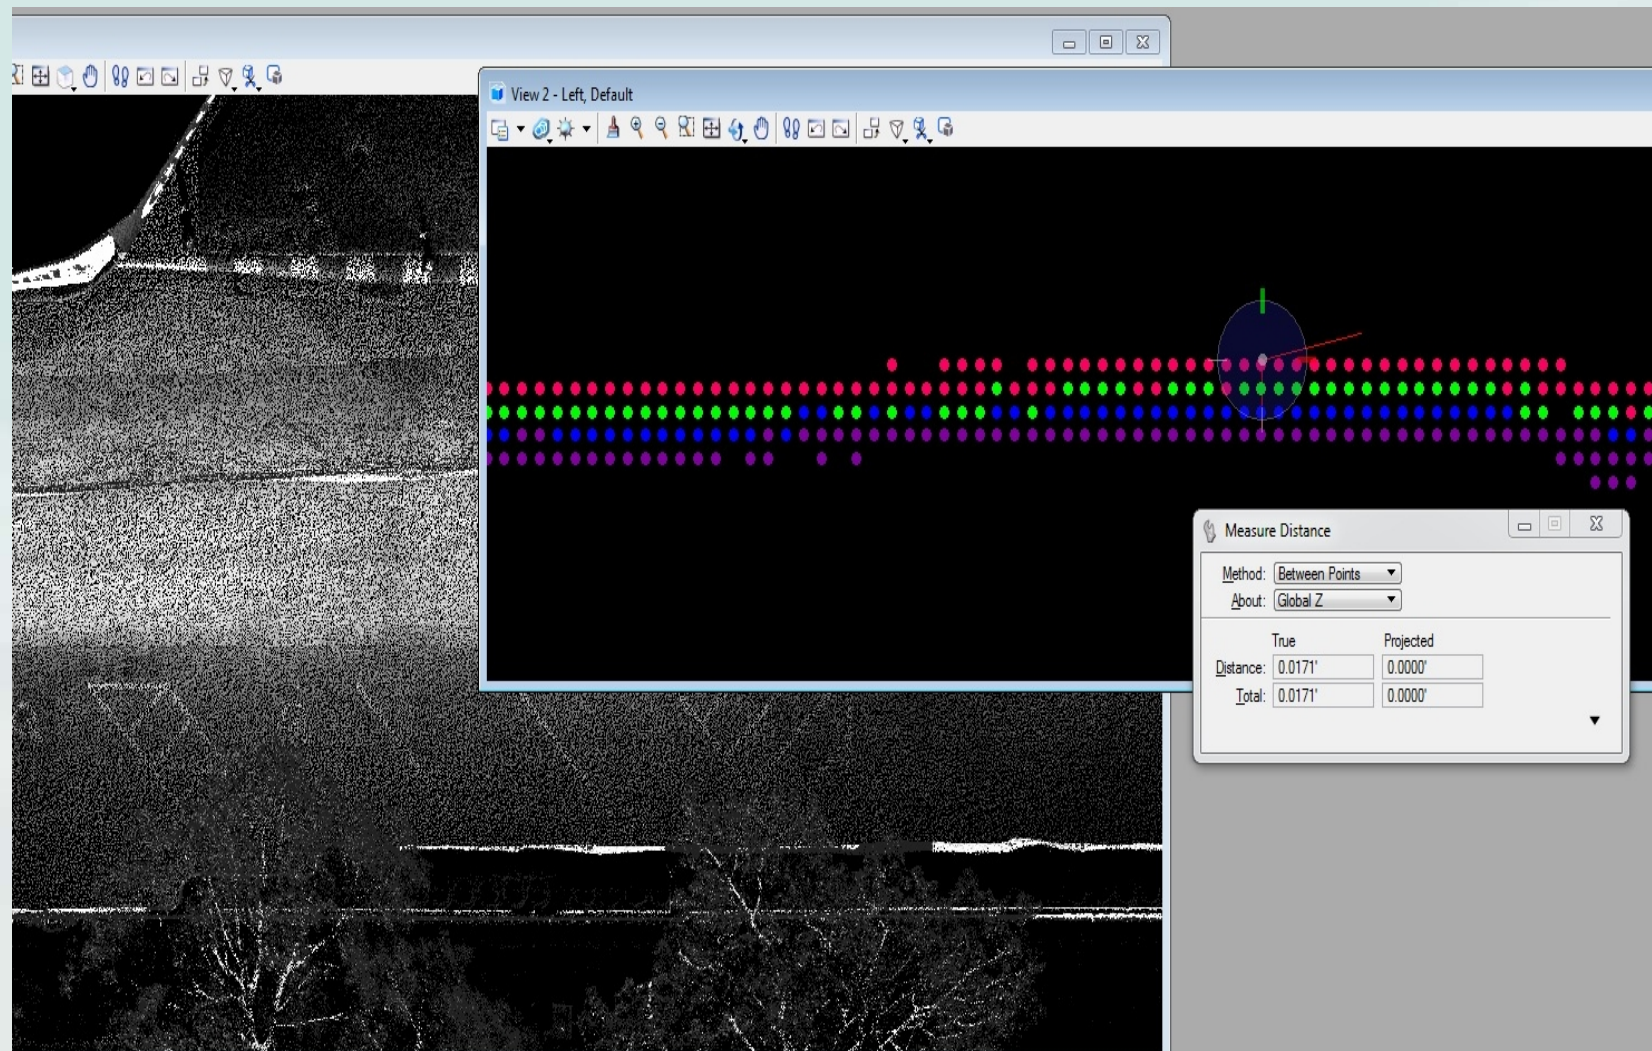 View 2 - Left, Default
Measure Distance
Method: Between Points
About: Global Z
True Projected
Distance: 0.0171' 0.0000'
Total: 0.0171' 0.0000'